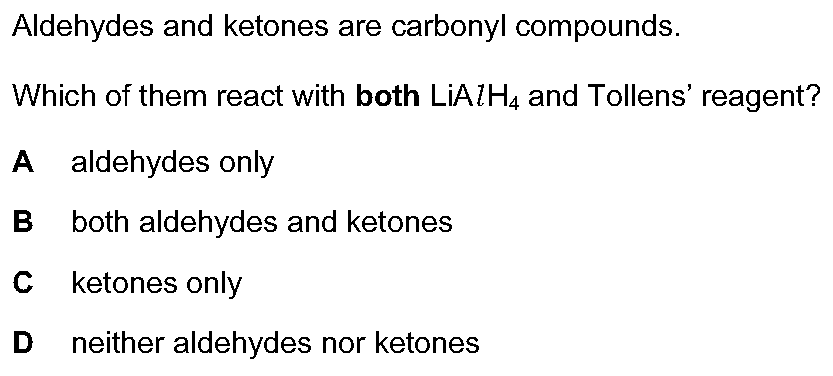 Aldehydes and ketones are carbonyl compounds.
Which of them react with both LiAlH₄ and Tollens’ reagent?
A aldehydes only
B both aldehydes and ketones
C ketones only
D neither aldehydes nor ketones